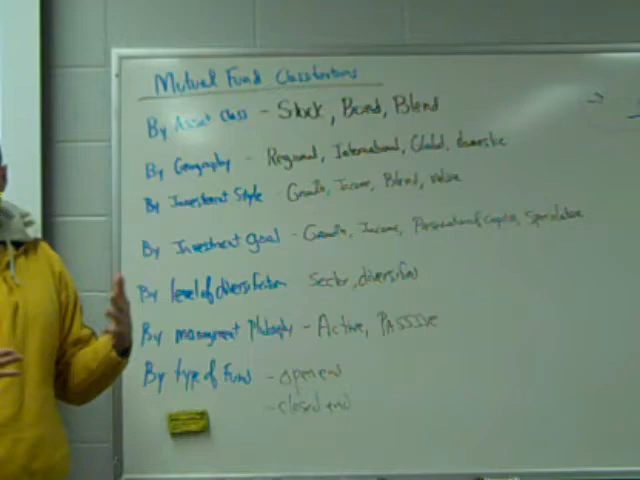 Mutual Fund Classifications
By Asset Class - Stock, Bond, Blend
By Geography - Regional, International, Global, domestic
By Investment Style - Growth, Income, Blend, value
By Investment goal - Growth, Income, Preservation of Capital, Speculative
By level of diversification Sector, diversified
By management Philosophy - Active, Passive
By type of Fund - open end
- closed end